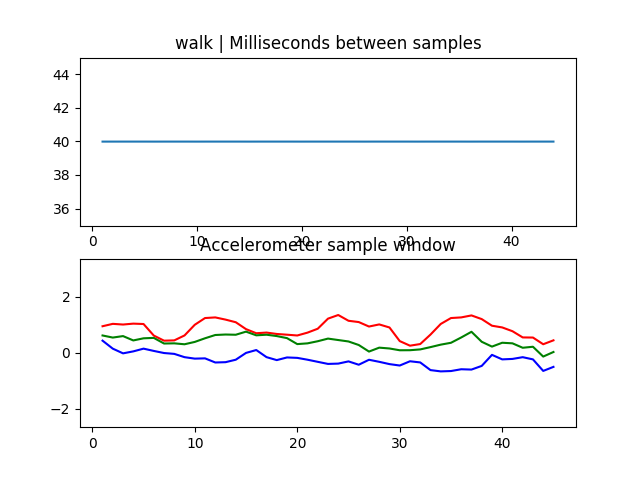 walk | Milliseconds between samples
44
42
40
38
36
0 10 20 30 40
Accelerometer sample window
2
0
−2
0 10 20 30 40